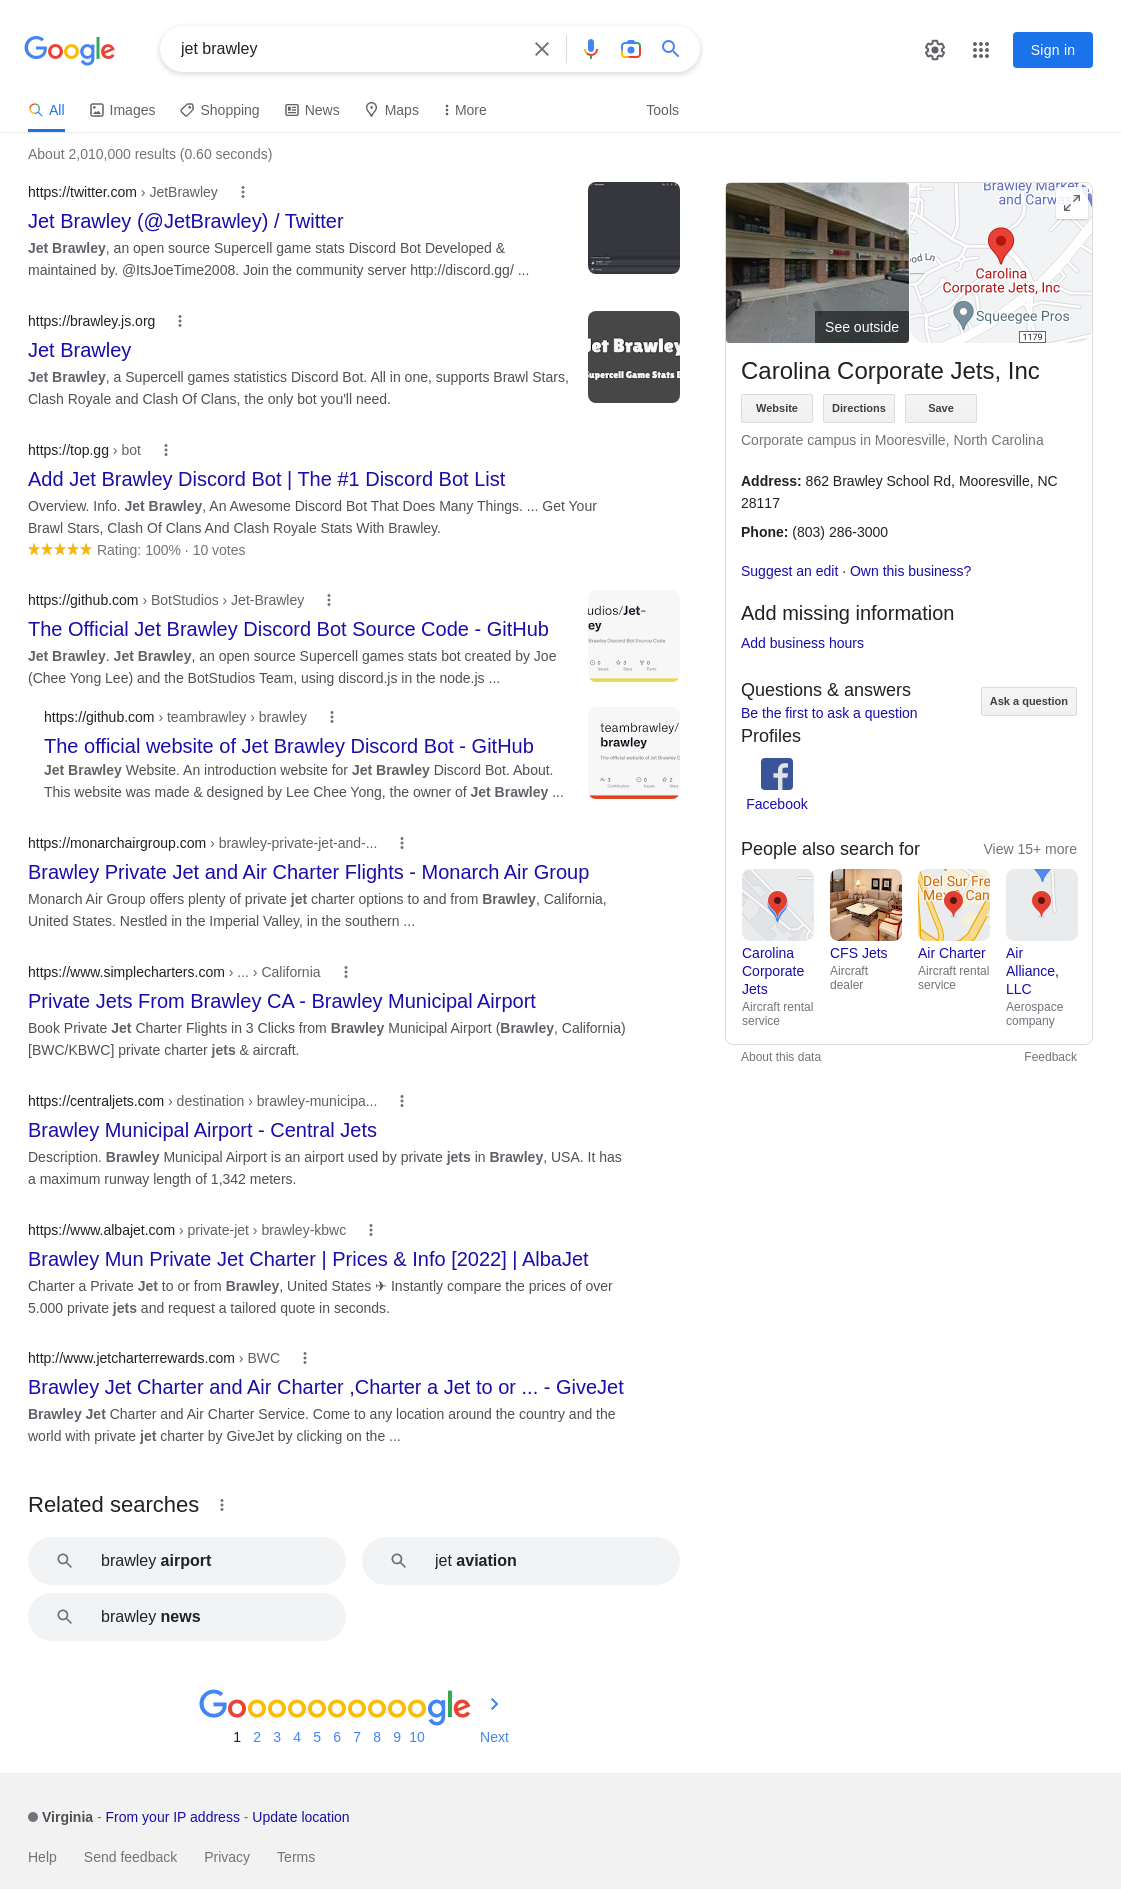 Google
jet brawley
Sign in
All
Images
Shopping
News
Maps
More
Tools
About 2,010,000 results (0.60 seconds)
https://twitter.com › JetBrawley
Jet Brawley (@JetBrawley) / Twitter
Jet Brawley, an open source Supercell game stats Discord Bot Developed &
maintained by. @ItsJoeTime2008. Join the community server http://discord.gg/ ...
https://brawley.js.org
Jet Brawley
Jet Brawley, a Supercell games statistics Discord Bot. All in one, supports Brawl Stars,
Clash Royale and Clash Of Clans, the only bot you'll need.
Jet Brawley
Supercell Game Stats B
https://top.gg › bot
Add Jet Brawley Discord Bot | The #1 Discord Bot List
Overview. Info. Jet Brawley, An Awesome Discord Bot That Does Many Things. ... Get Your
Brawl Stars, Clash Of Clans And Clash Royale Stats With Brawley.
Rating: 100% · 10 votes
https://github.com › BotStudios › Jet-Brawley
The Official Jet Brawley Discord Bot Source Code - GitHub
Jet Brawley. Jet Brawley, an open source Supercell games stats bot created by Joe
(Chee Yong Lee) and the BotStudios Team, using discord.js in the node.js ...
udios/Jet-
ey
Brawley Discord Bot Source Code
0 3 0
Issues Stars Forks
https://github.com › teambrawley › brawley
The official website of Jet Brawley Discord Bot - GitHub
Jet Brawley Website. An introduction website for Jet Brawley Discord Bot. About.
This website was made & designed by Lee Chee Yong, the owner of Jet Brawley ...
teambrawley/
brawley
The official website of Jet Brawley D
3 0 2
Contributors Issues Stars
https://monarchairgroup.com › brawley-private-jet-and-...
Brawley Private Jet and Air Charter Flights - Monarch Air Group
Monarch Air Group offers plenty of private jet charter options to and from Brawley, California,
United States. Nestled in the Imperial Valley, in the southern ...
https://www.simplecharters.com › ... › California
Private Jets From Brawley CA - Brawley Municipal Airport
Book Private Jet Charter Flights in 3 Clicks from Brawley Municipal Airport (Brawley, California)
[BWC/KBWC] private charter jets & aircraft.
https://centraljets.com › destination › brawley-municipa...
Brawley Municipal Airport - Central Jets
Description. Brawley Municipal Airport is an airport used by private jets in Brawley, USA. It has
a maximum runway length of 1,342 meters.
https://www.albajet.com › private-jet › brawley-kbwc
Brawley Mun Private Jet Charter | Prices & Info [2022] | AlbaJet
Charter a Private Jet to or from Brawley, United States ✈ Instantly compare the prices of over
5.000 private jets and request a tailored quote in seconds.
http://www.jetcharterrewards.com › BWC
Brawley Jet Charter and Air Charter ,Charter a Jet to or ... - GiveJet
Brawley Jet Charter and Air Charter Service. Come to any location around the country and the
world with private jet charter by GiveJet by clicking on the ...
Related searches
brawley airport
jet aviation
brawley news
Gooooooooogle
1 2 3 4 5 6 7 8 9 10 Next
See outside
Brawley Market
and Carw
od Ln
Carolina
Corporate Jets, Inc
Squeegee Pros
1179
Carolina Corporate Jets, Inc
Website
Directions
Save
Corporate campus in Mooresville, North Carolina
Address: 862 Brawley School Rd, Mooresville, NC
28117
Phone: (803) 286-3000
Suggest an edit · Own this business?
Add missing information
Add business hours
Questions & answers
Be the first to ask a question
Ask a question
Profiles
Facebook
People also search for
View 15+ more
Del Sur Fre
Mex Can
Carolina
Corporate
Jets
Aircraft rental
service
CFS Jets
Aircraft
dealer
Air Charter
Aircraft rental
service
Air
Alliance,
LLC
Aerospace
company
About this data
Feedback
Virginia - From your IP address - Update location
Help
Send feedback
Privacy
Terms